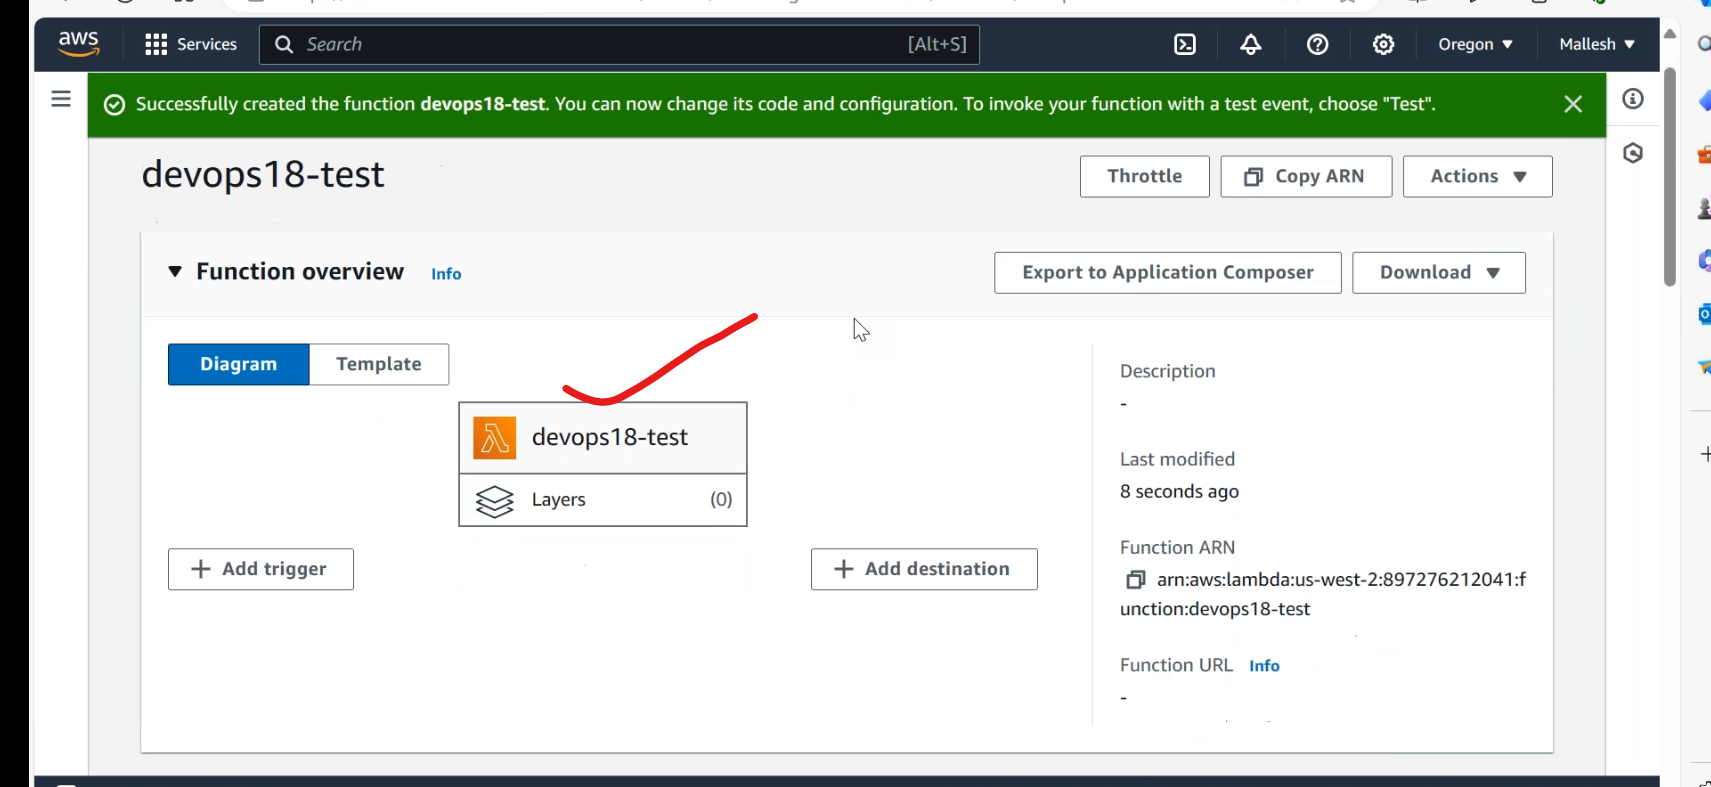 aws Services Search [Alt+S] Oregon Mallesh
Successfully created the function devops18-test. You can now change its code and configuration. To invoke your function with a test event, choose "Test".
devops18-test
Throttle Copy ARN Actions
Function overview Info
Export to Application Composer Download
Diagram Template
devops18-test
Layers (0)
Add trigger
Add destination
Description
-
Last modified
8 seconds ago
Function ARN
arn:aws:lambda:us-west-2:897276212041:f
unction:devops18-test
Function URL Info
-